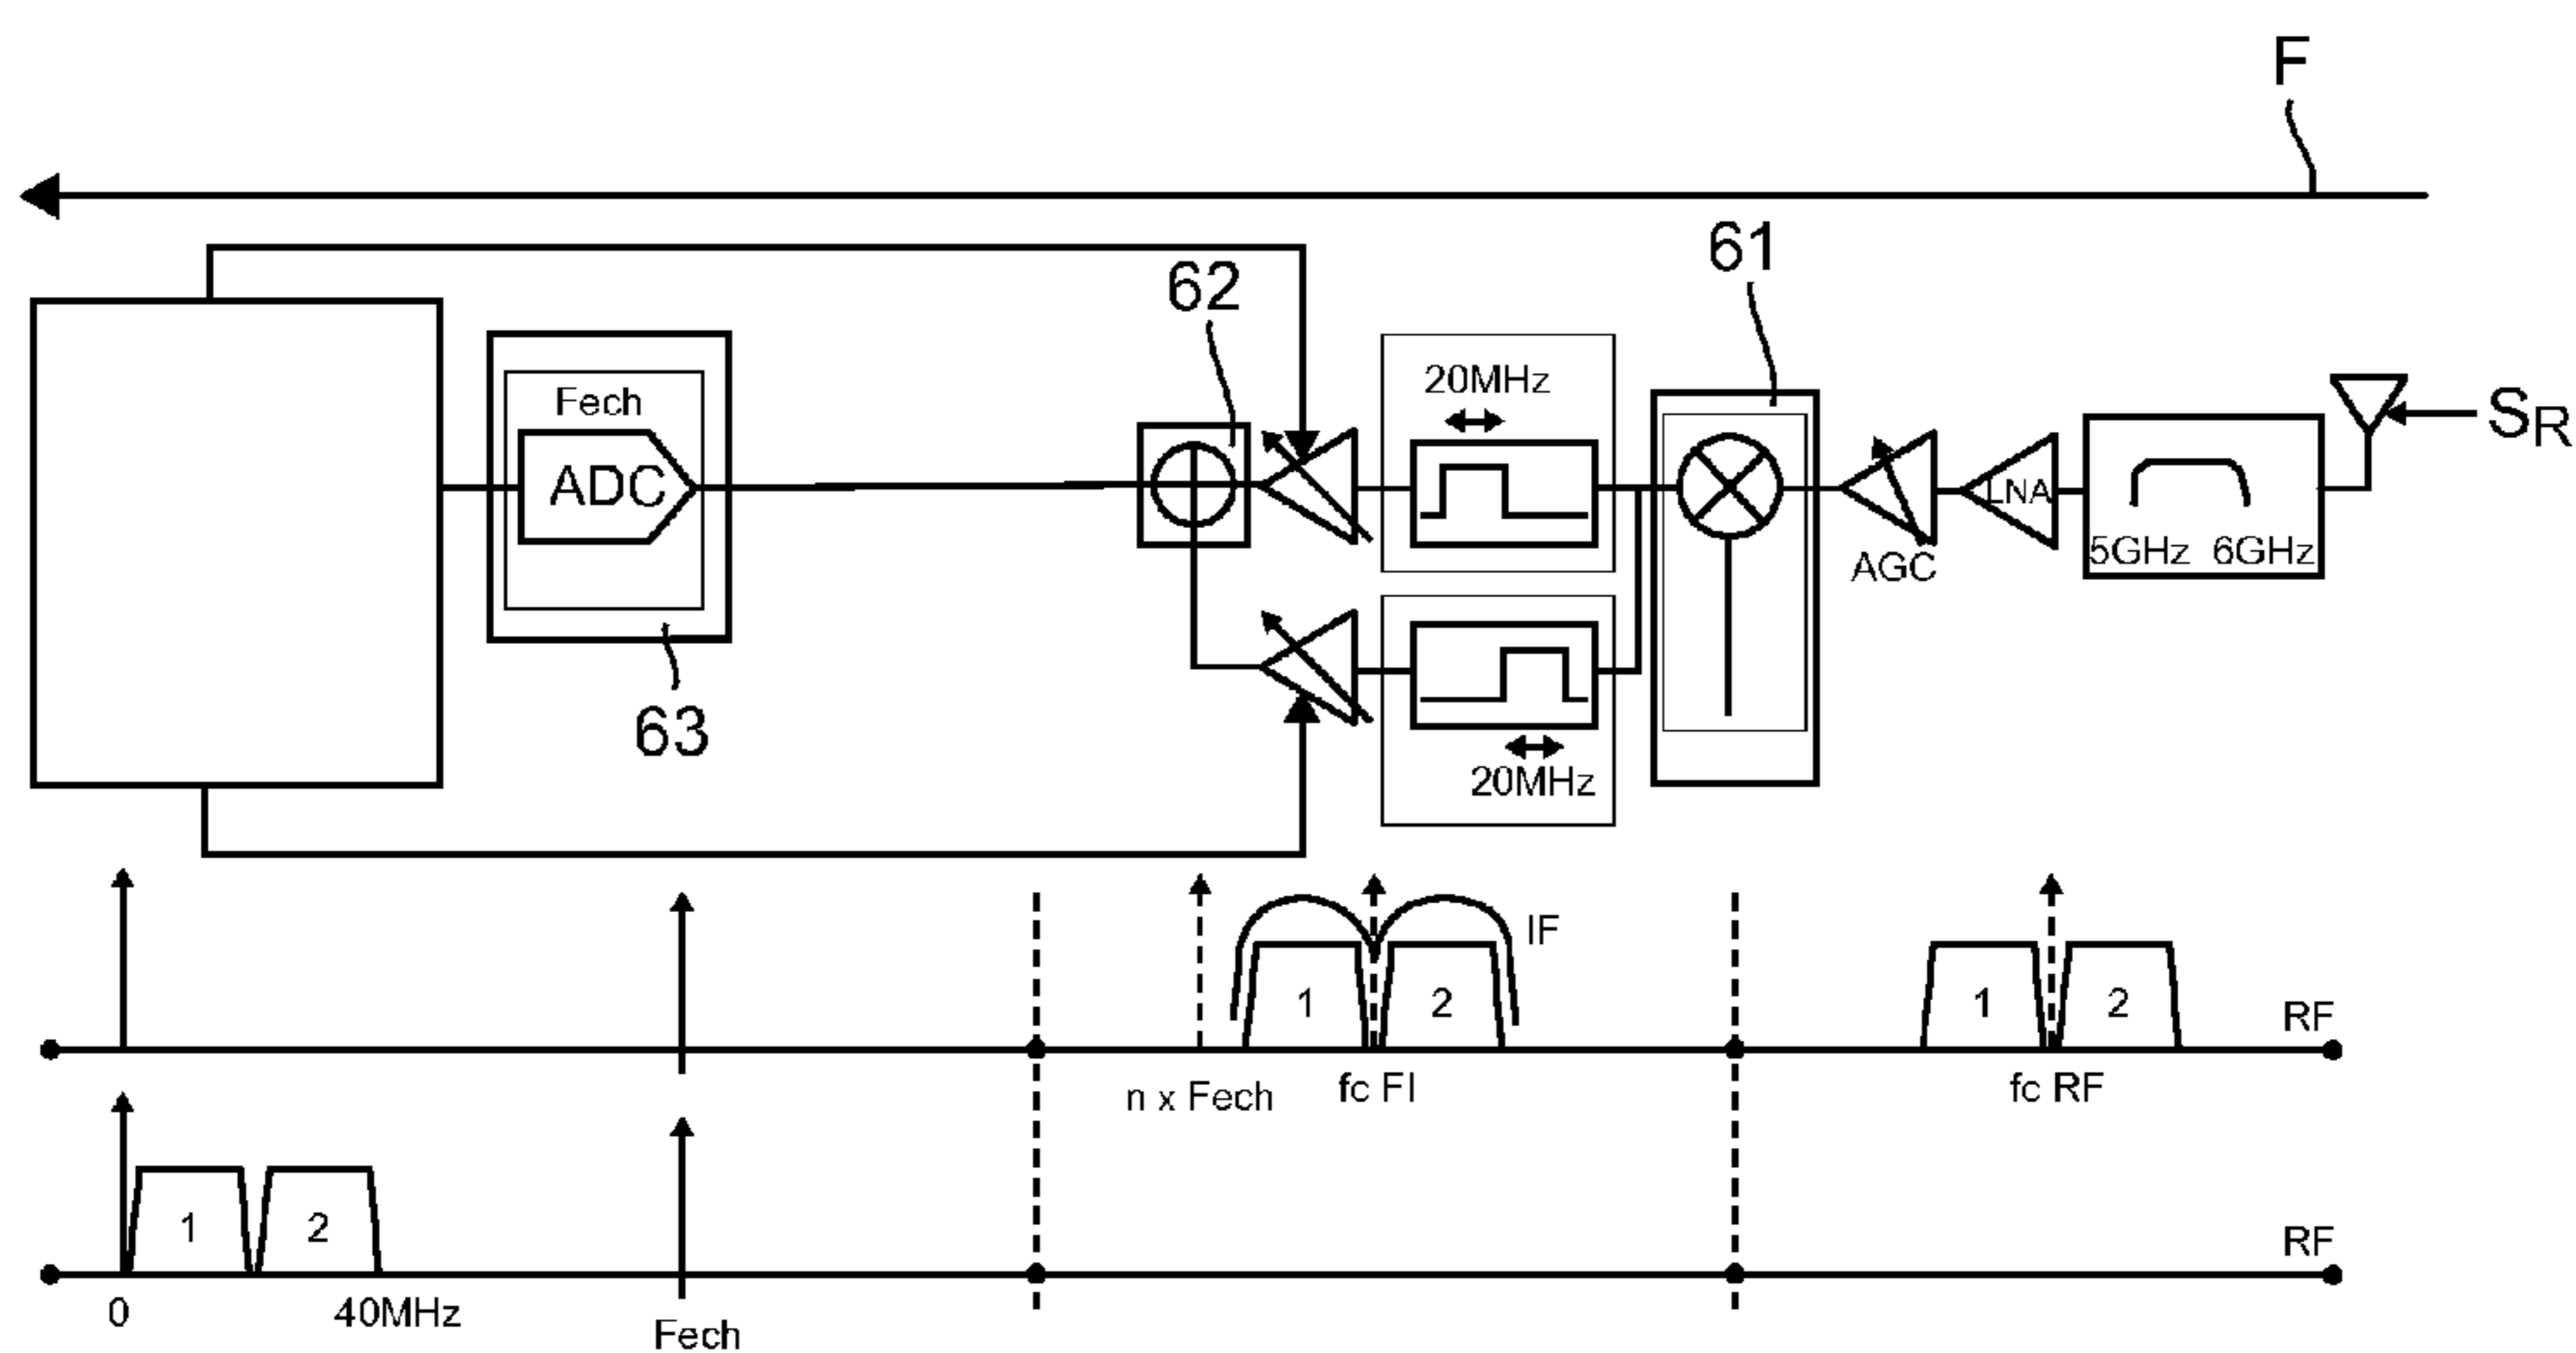 F
61
62
20MHz
Fech
SR
ADC
LNA
5GHz 6GHz
AGC
63
20MHz
IF
1
2
1
2
RF
n x Fech
fc FI
fc RF
1
2
RF
0
40MHz
Fech